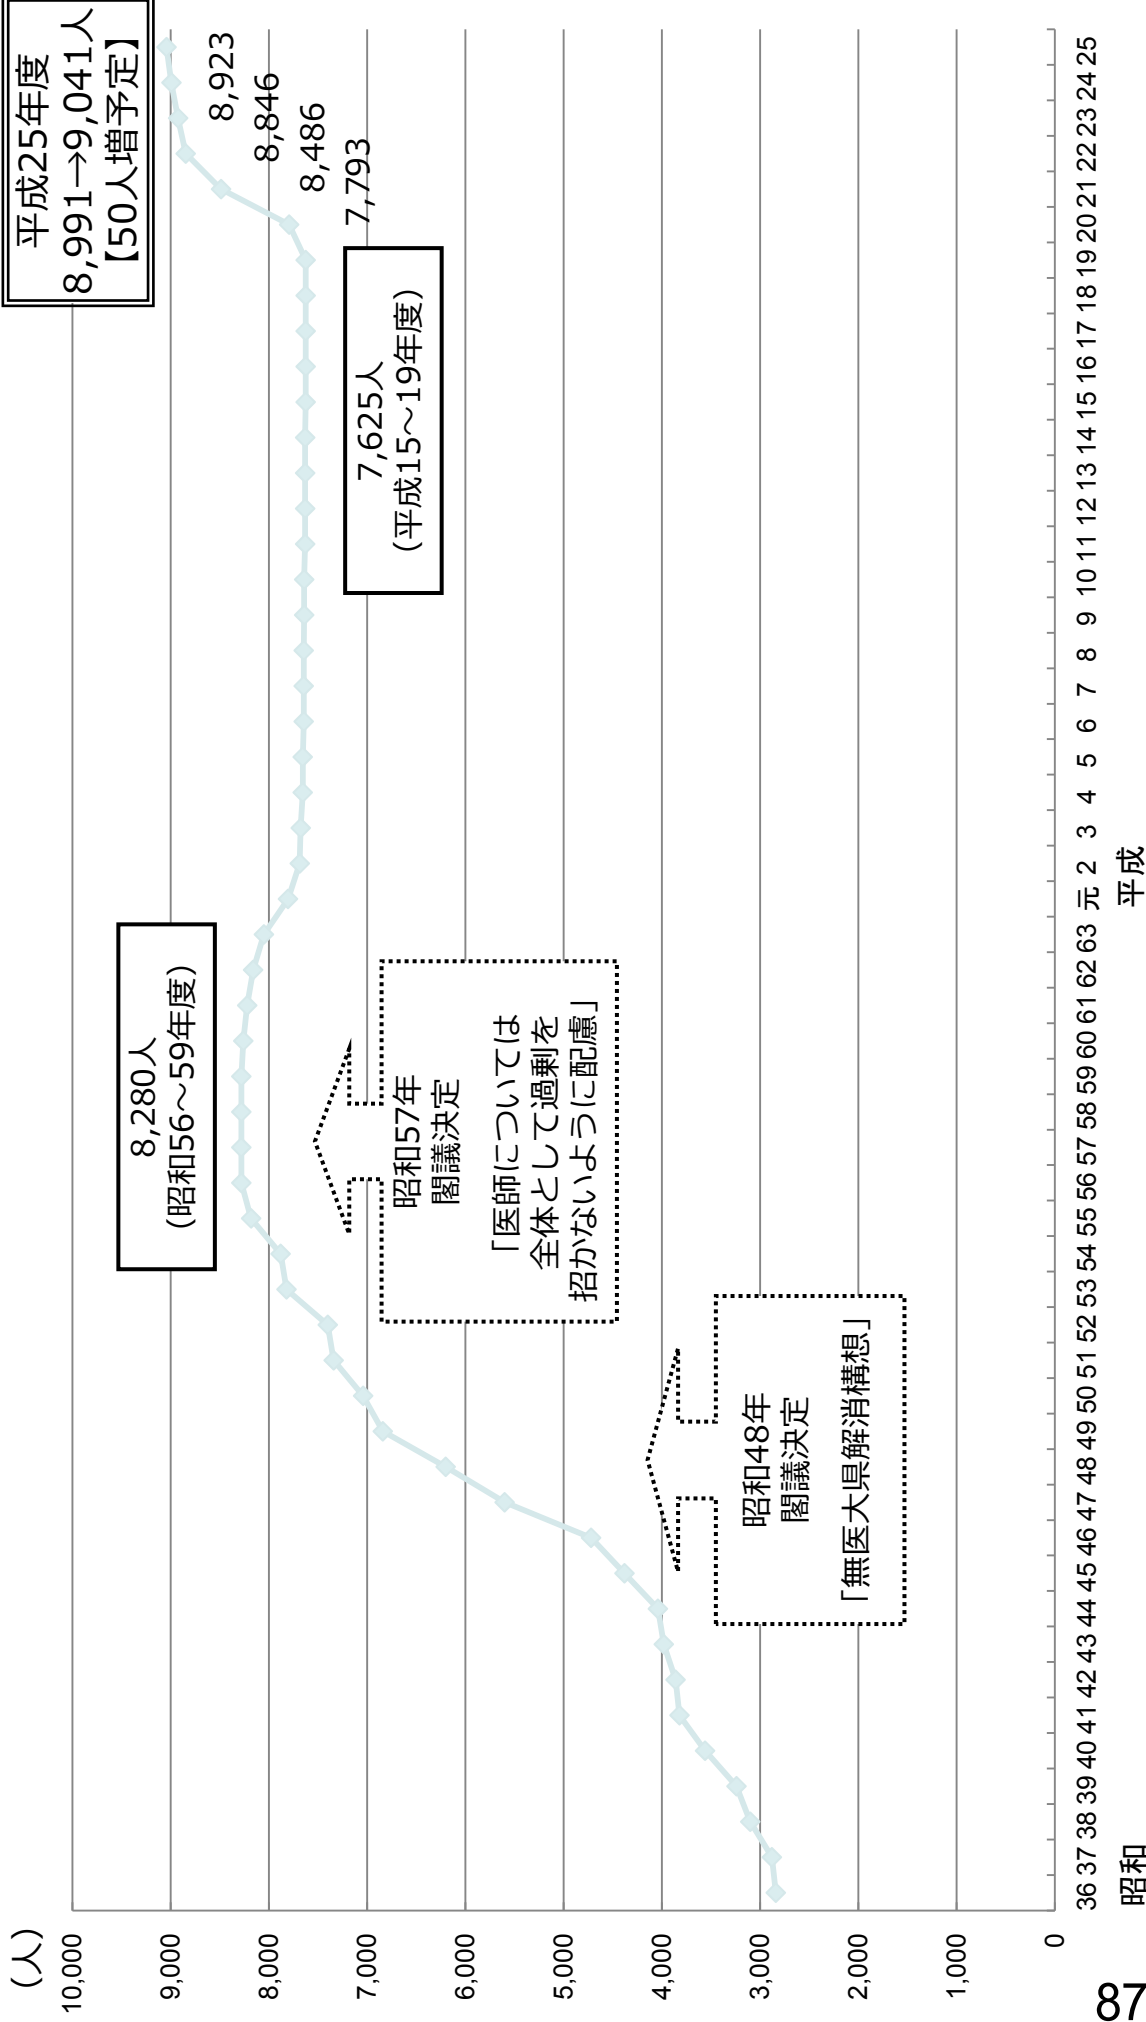 (人)
10,000
9,000
8,000
7,000
6,000
5,000
4,000
3,000
2,000
1,000
0
平成25年度
8,991→9,041人
【50人増予定】
8,923
8,846
8,486
7,793
8,280人
(昭和56～59年度)
7,625人
(平成15～19年度)
昭和57年
閣議決定
「医師については
全体として過剰を
招かないように配慮」
昭和48年
閣議決定
「無医大県解消構想」
36 37 38 39 40 41 42 43 44 45 46 47 48 49 50 51 52 53 54 55 56 57 58 59 60 61 62 63 元 2 3 4 5 6 7 8 9 10 11 12 13 14 15 16 17 18 19 20 21 22 23 24 25
昭和 平成
87